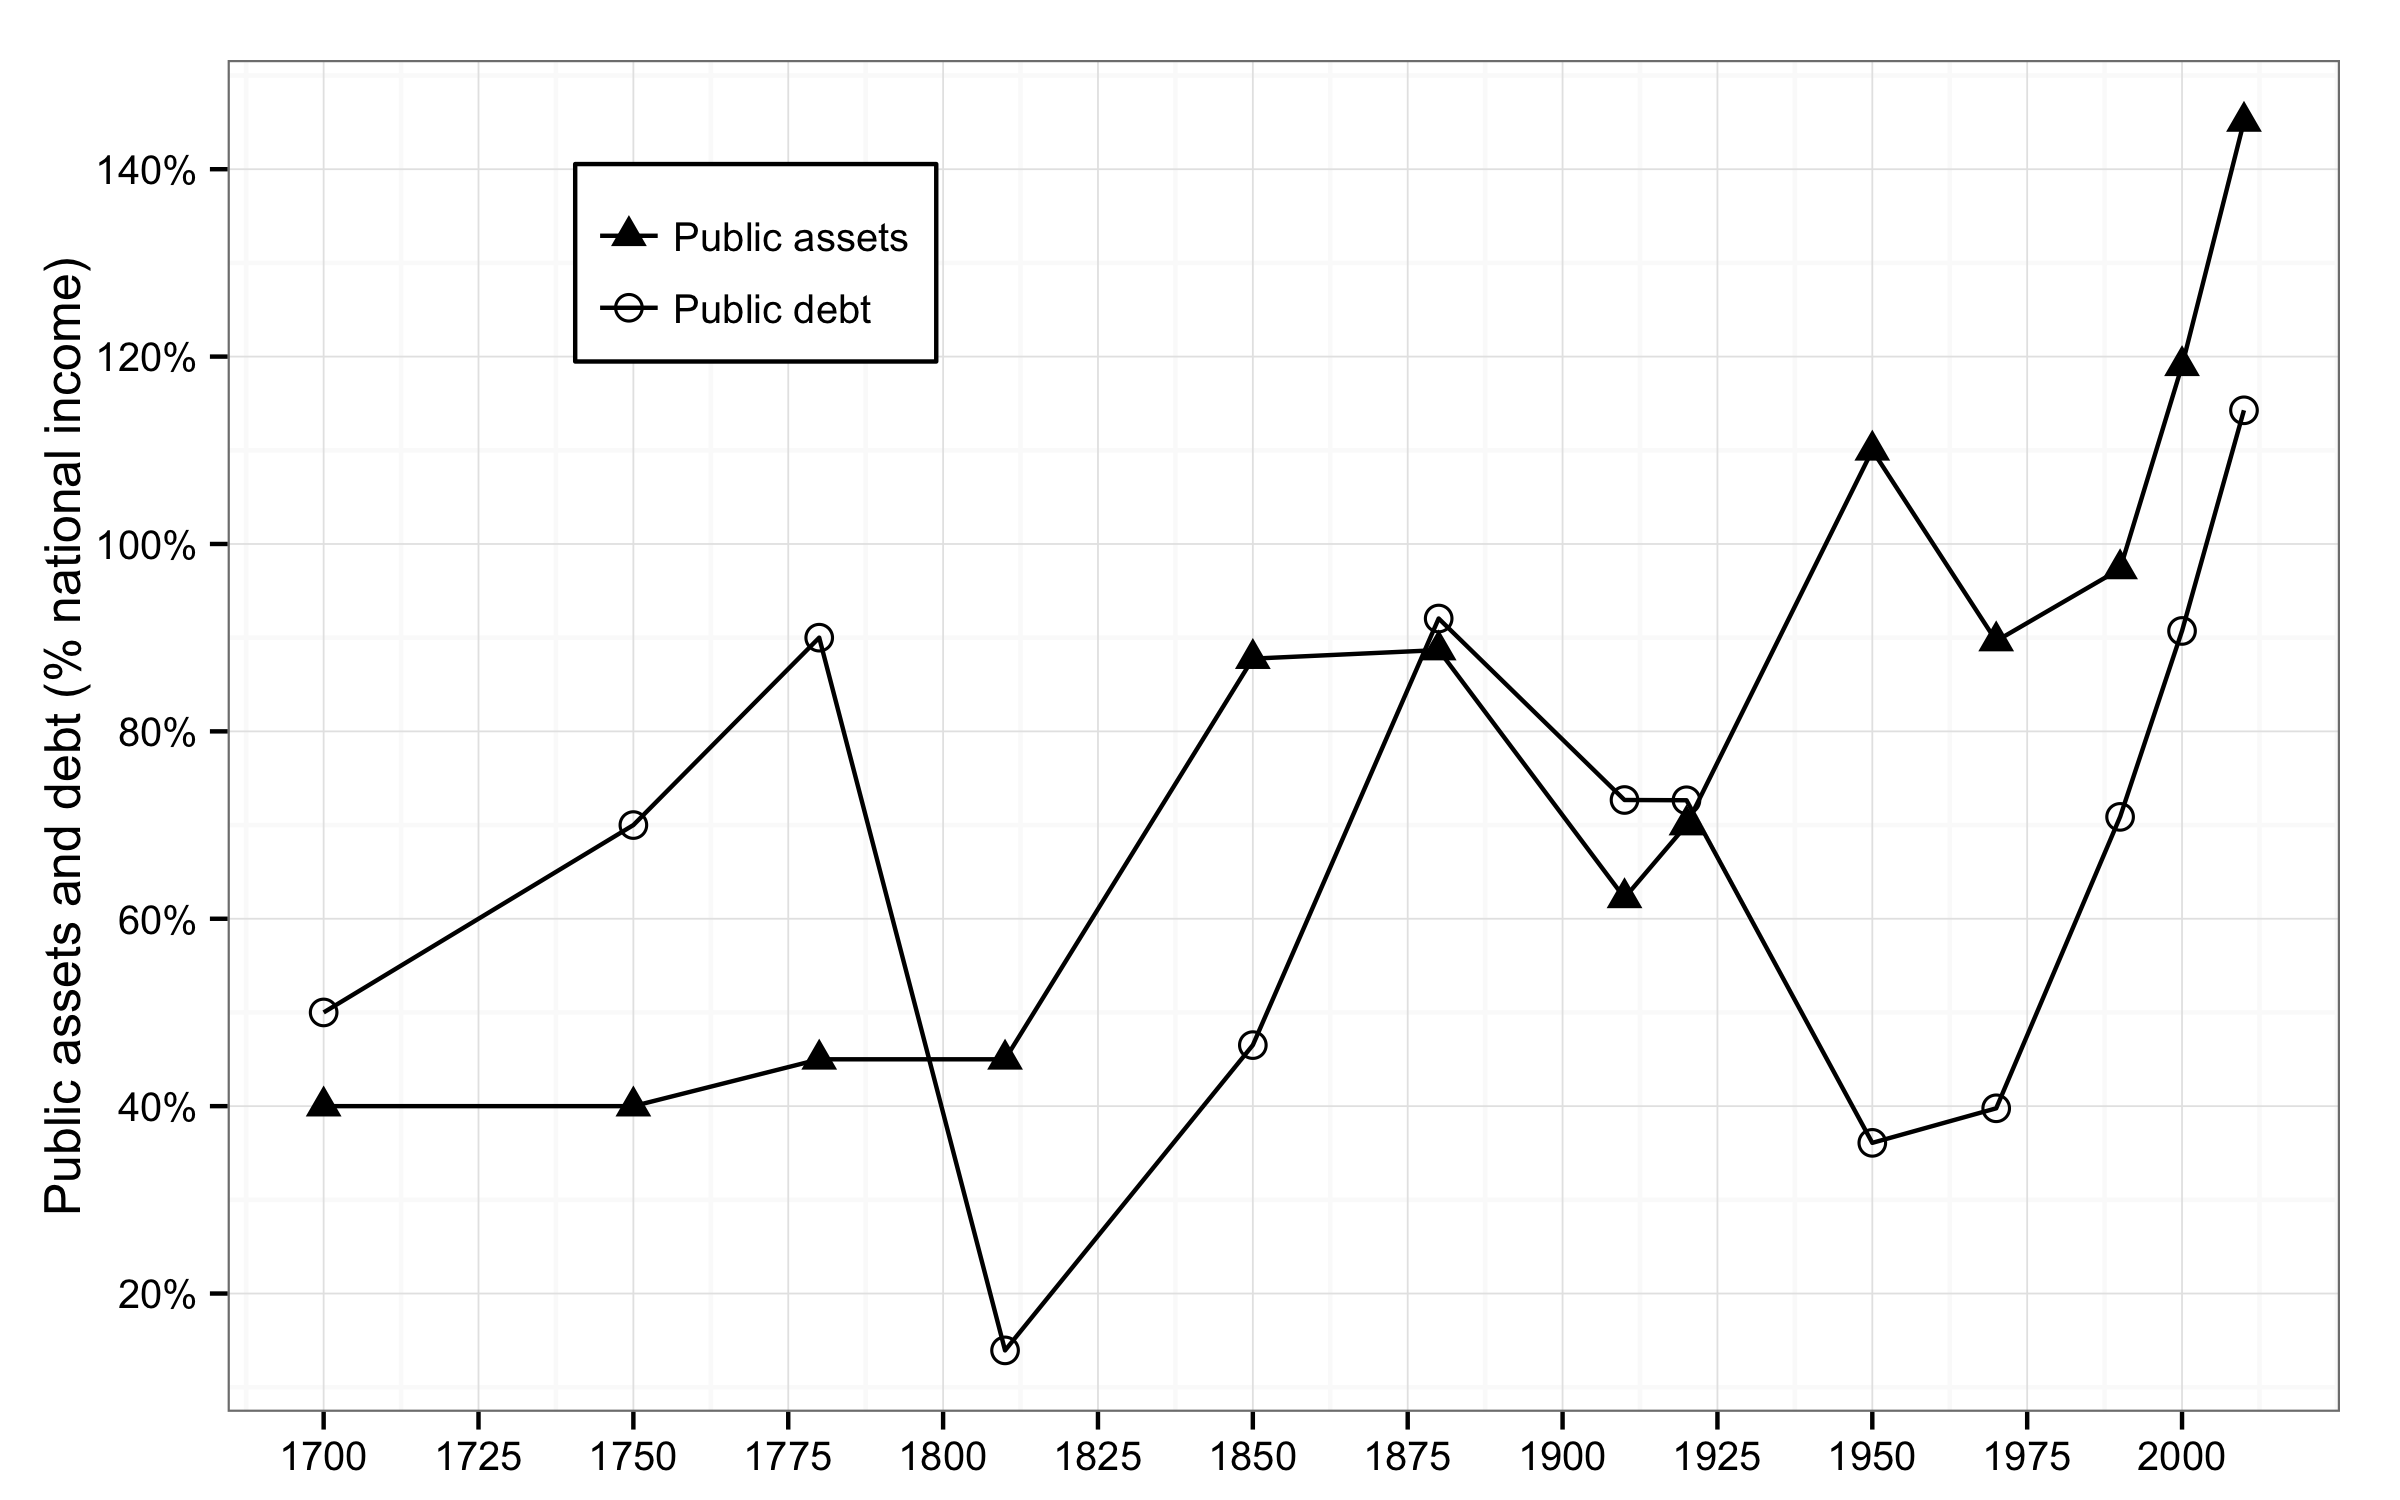 Public assets and debt (% national income)
140%
120%
100%
80%
60%
40%
20%
Public assets
Public debt
1700 1725 1750 1775 1800 1825 1850 1875 1900 1925 1950 1975 2000